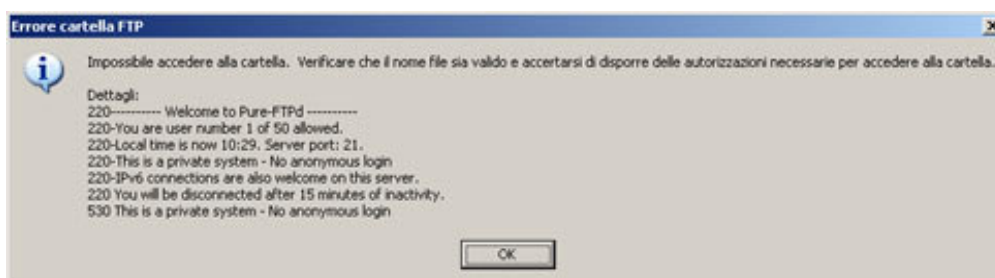 Errore cartella FTP
Impossibile accedere alla cartella. Verificare che il nome file sia valido e accertarsi di disporre delle autorizzazioni necessarie per accedere alla cartella.
Dettagli:
220---------- Welcome to Pure-FTPd ----------
220-You are user number 1 of 50 allowed.
220-Local time is now 10:29. Server port: 21.
220-This is a private system - No anonymous login
220-IPv6 connections are also welcome on this server.
220 You will be disconnected after 15 minutes of inactivity.
530 This is a private system - No anonymous login
OK